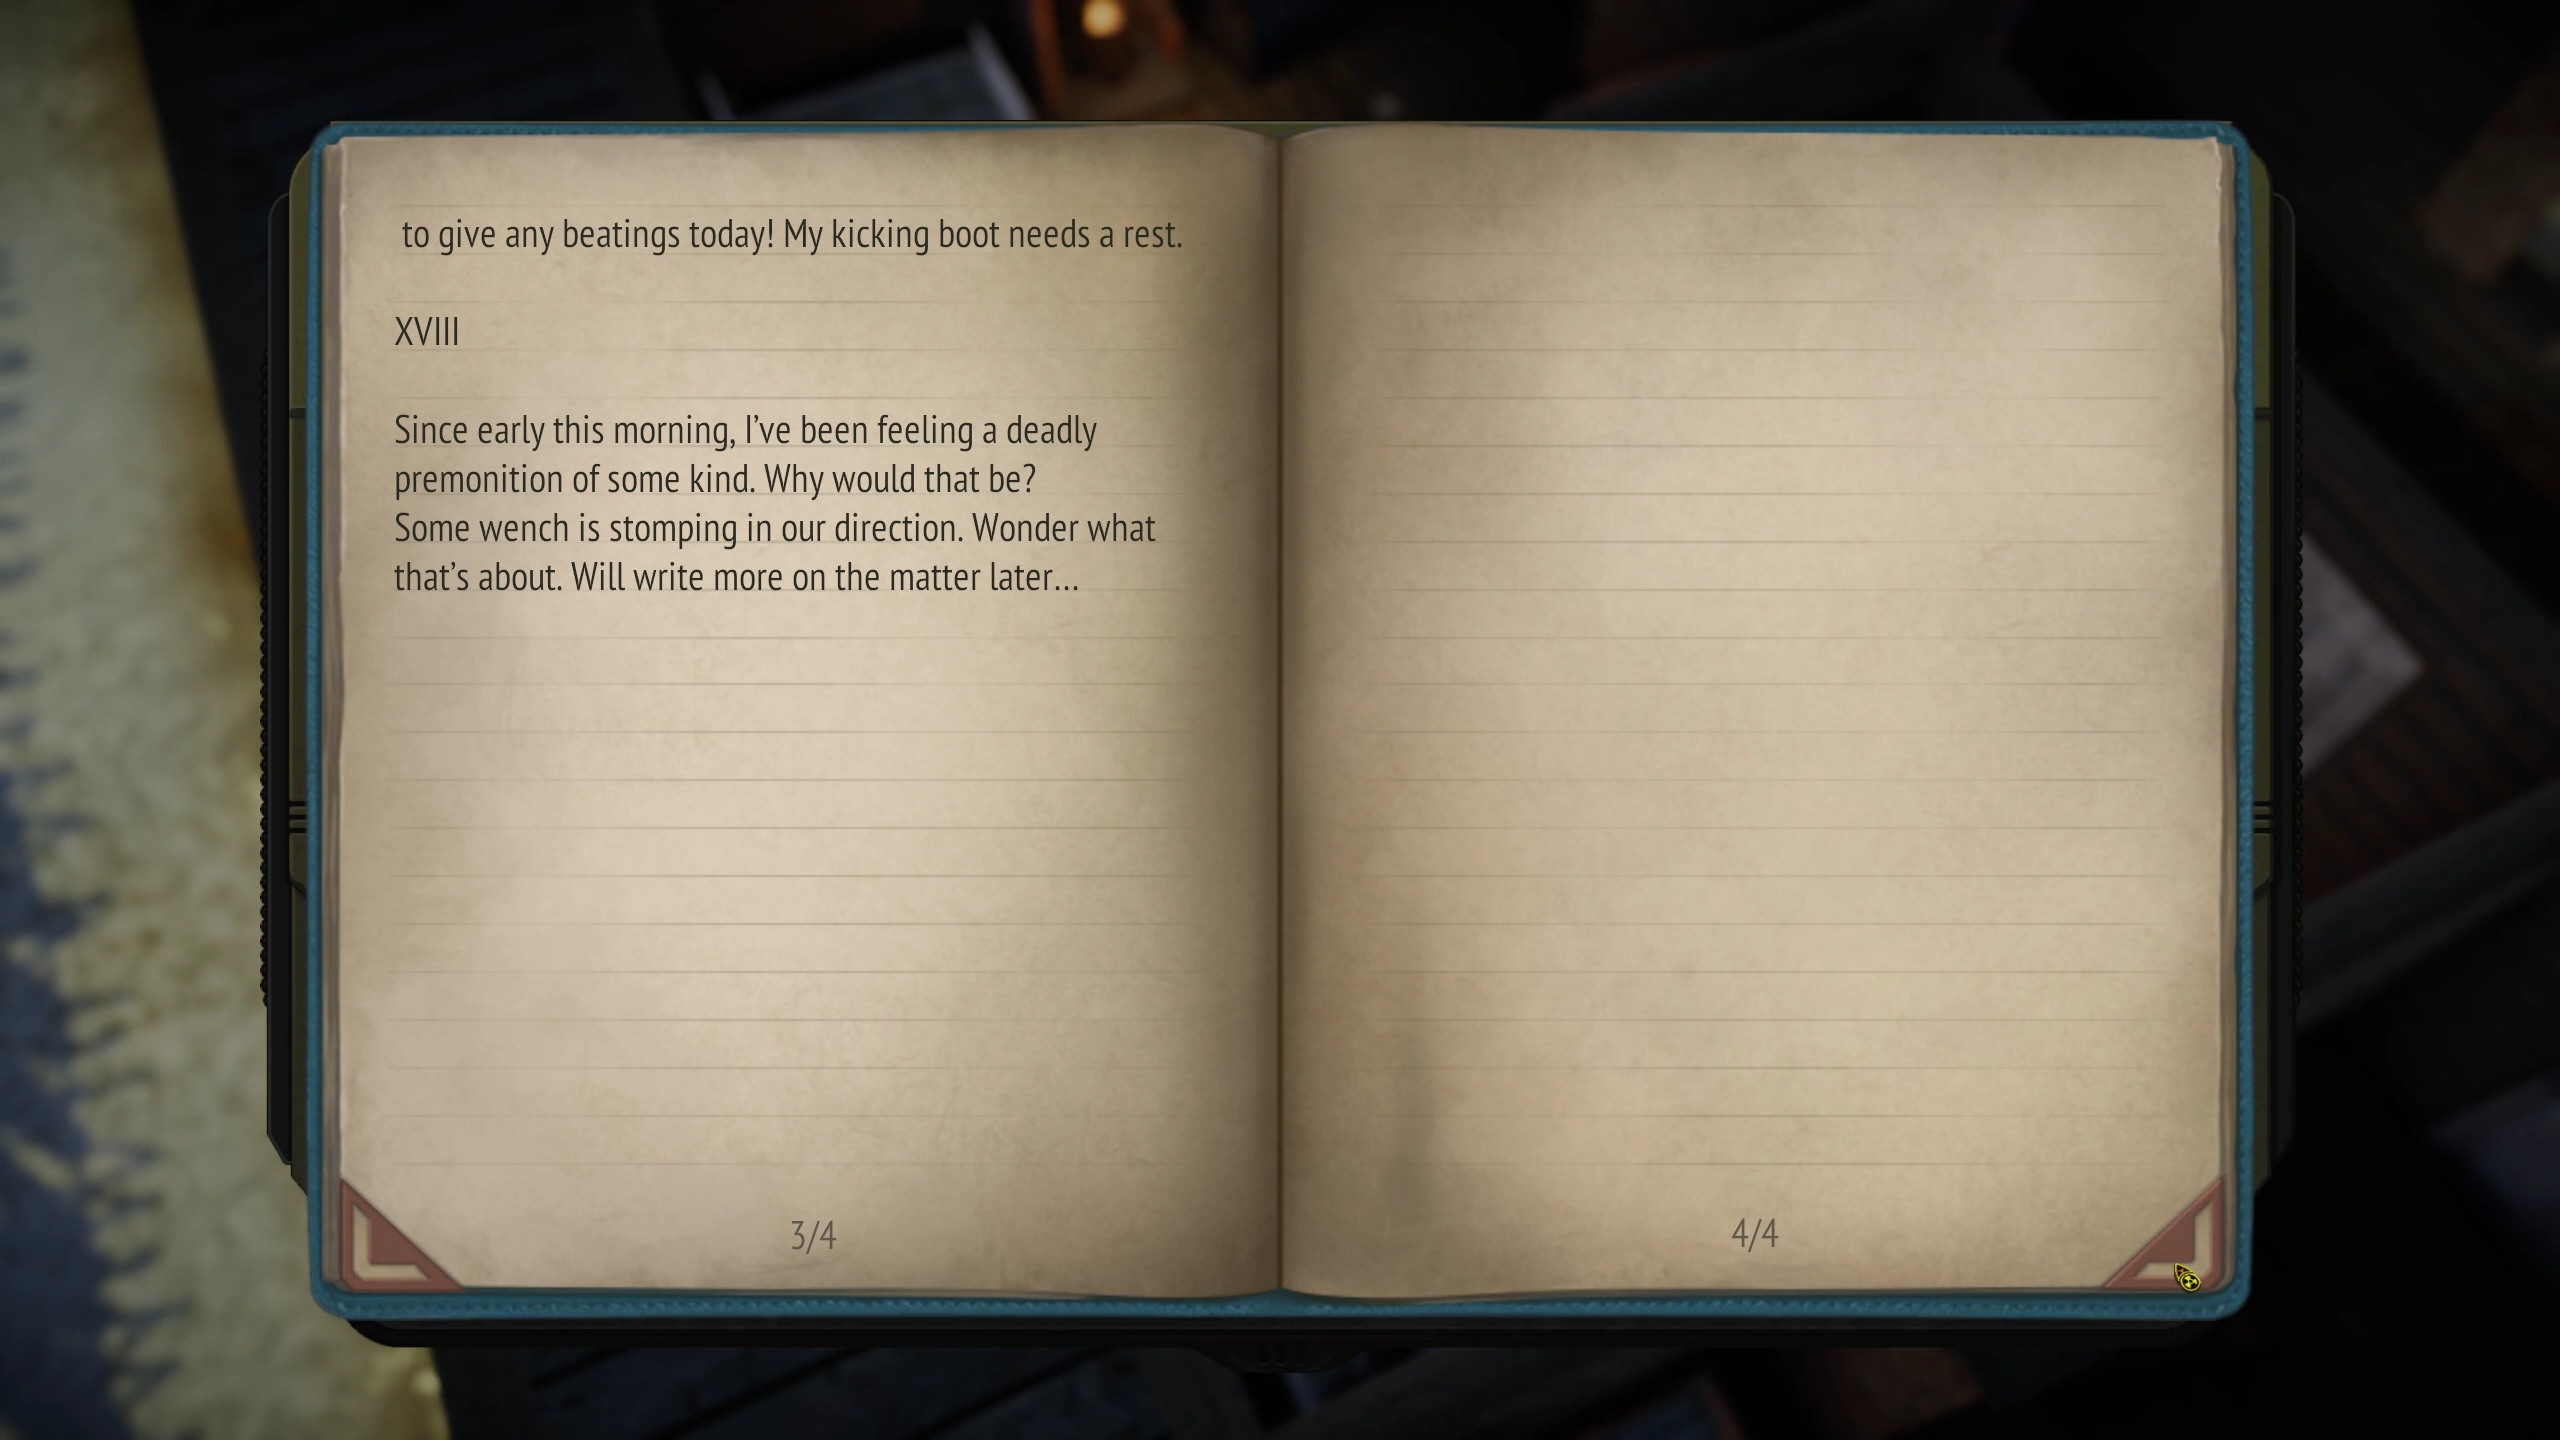 to give any beatings today! My kicking boot needs a rest.
XVIII
Since early this morning, I’ve been feeling a deadly
premonition of some kind. Why would that be?
Some wench is stomping in our direction. Wonder what
that’s about. Will write more on the matter later…
3/4
4/4